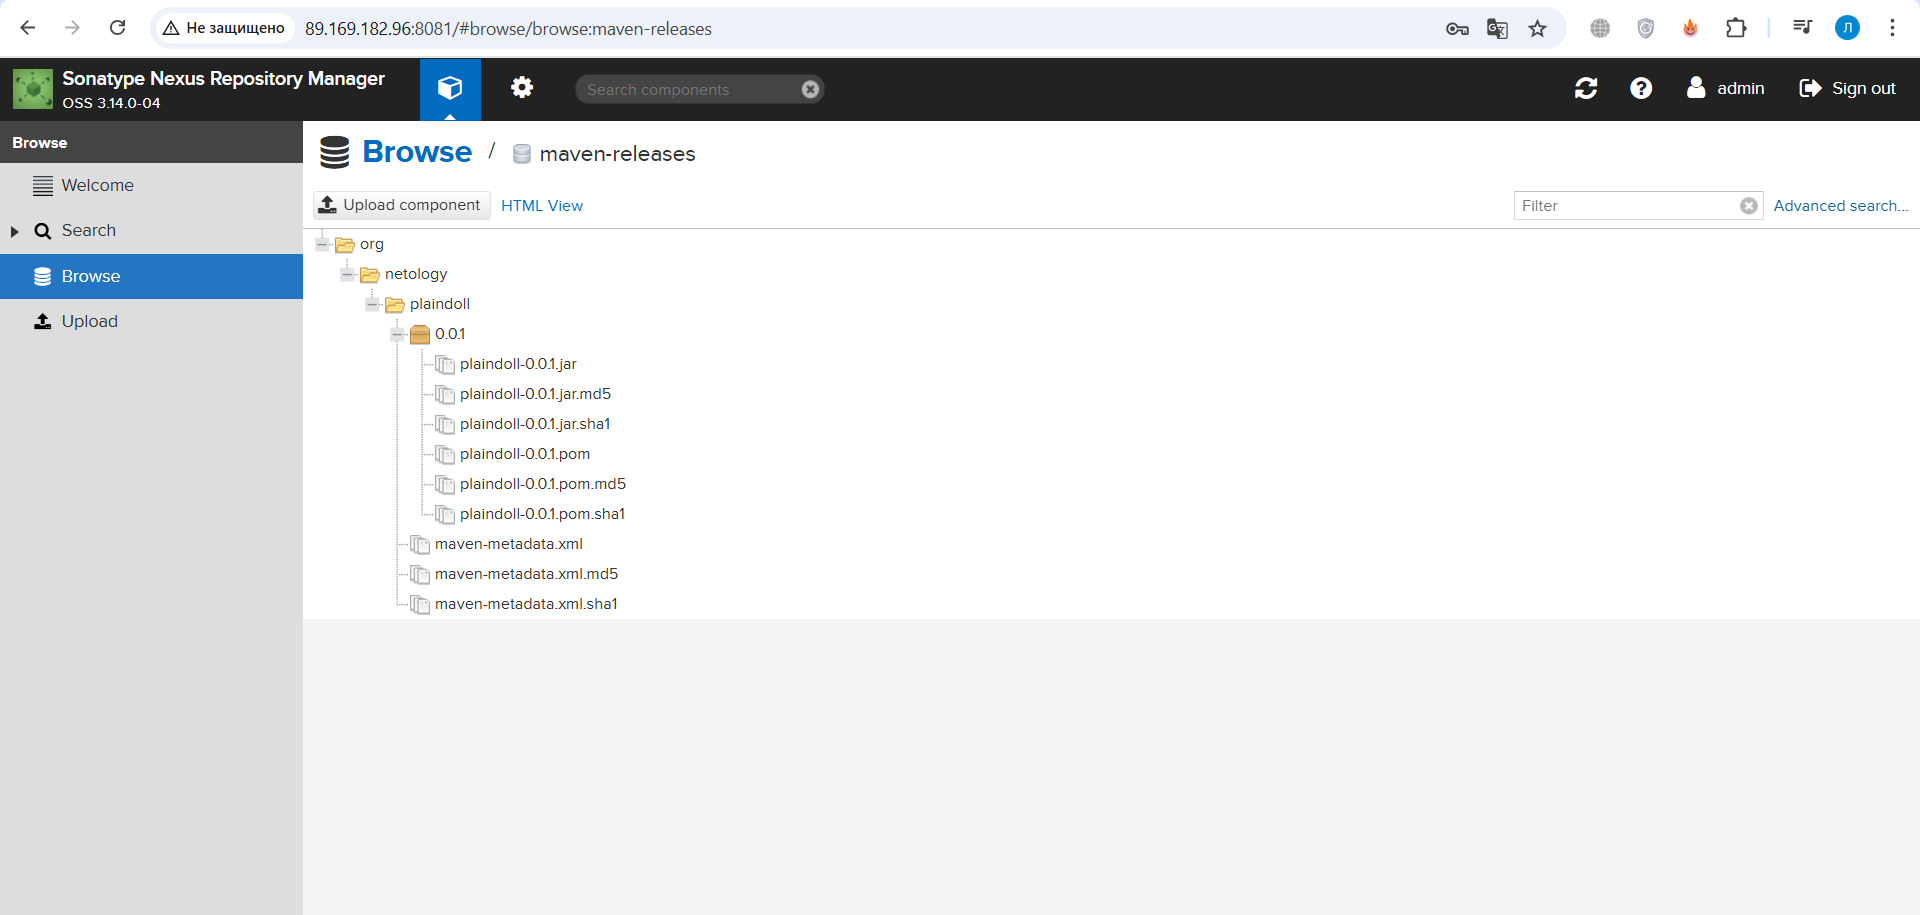 Не защищено
89.169.182.96:8081/#browse/browse:maven-releases
Л
Sonatype Nexus Repository Manager
OSS 3.14.0-04
Search components
admin
Sign out
Browse
Welcome
Search
Browse
Upload
Browse / maven-releases
Upload component
HTML View
Filter
Advanced search...
org
netology
plaindoll
0.0.1
plaindoll-0.0.1.jar
plaindoll-0.0.1.jar.md5
plaindoll-0.0.1.jar.sha1
plaindoll-0.0.1.pom
plaindoll-0.0.1.pom.md5
plaindoll-0.0.1.pom.sha1
maven-metadata.xml
maven-metadata.xml.md5
maven-metadata.xml.sha1